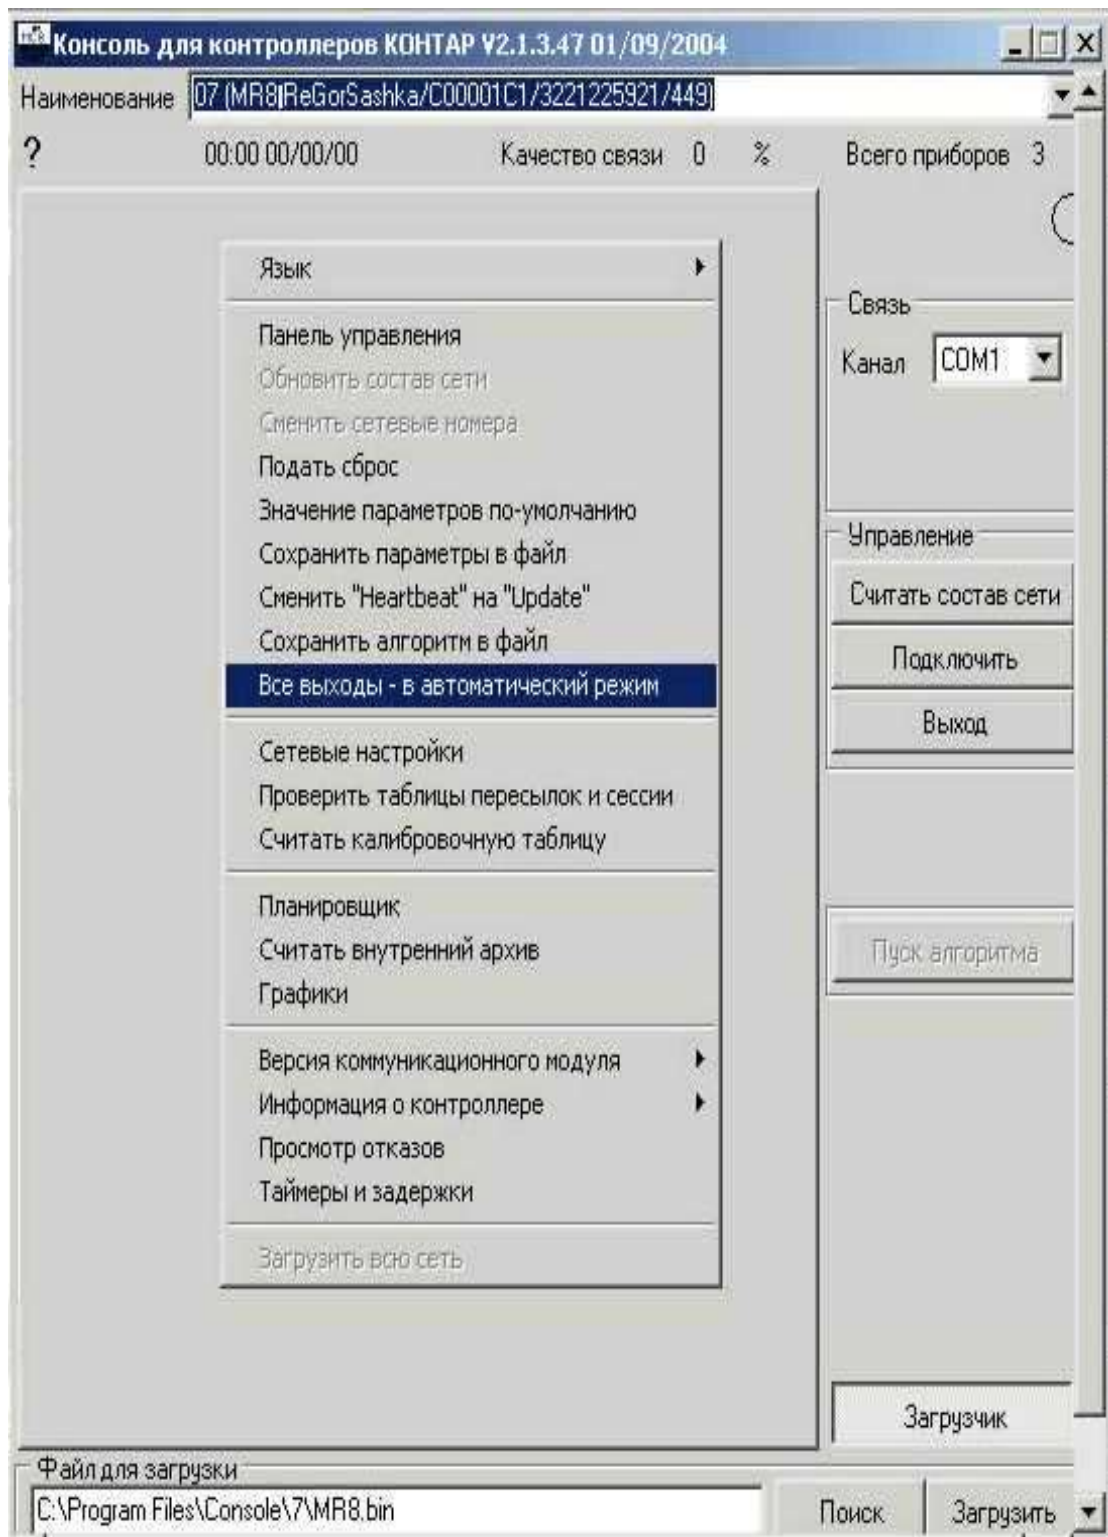 Консоль для контроллеров КОНТАР V2.1.3.47 01/09/2004
Наименование 07 (MR8|ReGorSashka/C00001C1/3221225921/449)
? 00:00 00/00/00 Качество связи 0 % Всего приборов 3
Язык
Панель управления
Обновить состав сети
Сменить сетевые номера
Подать сброс
Значение параметров по-умолчанию
Сохранить параметры в файл
Сменить "Heartbeat" на "Update"
Сохранить алгоритм в файл
Все выходы - в автоматический режим
Сетевые настройки
Проверить таблицы пересылок и сессии
Считать калибровочную таблицу
Планировщик
Считать внутренний архив
Графики
Версия коммуникационного модуля
Информация о контроллере
Просмотр отказов
Таймеры и задержки
Загрузить всю сеть
Связь
Канал COM1
Управление
Считать состав сети
Подключить
Выход
Пуск алгоритма
Загрузчик
Файл для загрузки
C:\Program Files\Console\7\MR8.bin Поиск Загрузить